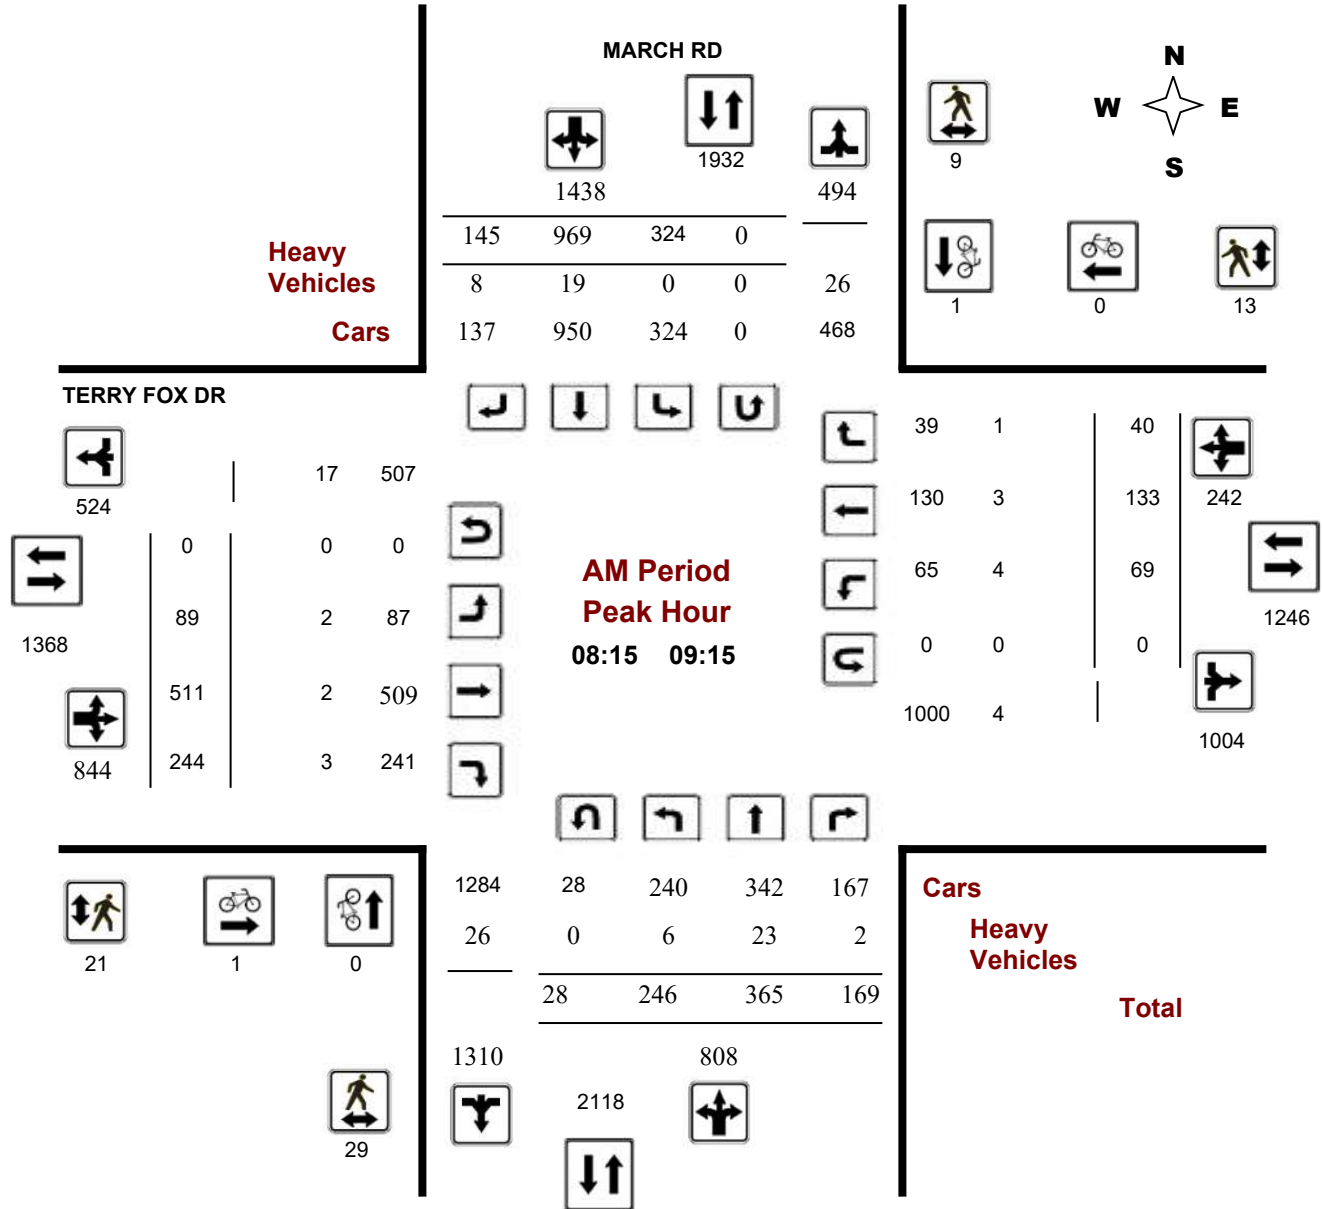 MARCH RD
N
W E
S
1932
9
1438 494
145 969 324 0
Heavy
Vehicles 8 19 0 0 26
Cars 137 950 324 0 468
1 0 13
TERRY FOX DR
39 1 40
17 507
524
130 3 133 242
0 0 0
AM Period
65 4 69
Peak Hour
89 2 87
1246
1368
08:15 09:15
0 0 0
511 2 509
1000 4
1004
844 244 3 241
1284 28 240 342 167 Cars
26 0 6 23 2 Heavy
Vehicles
21 1 0
28 246 365 169 Total
1310 808
2118
29